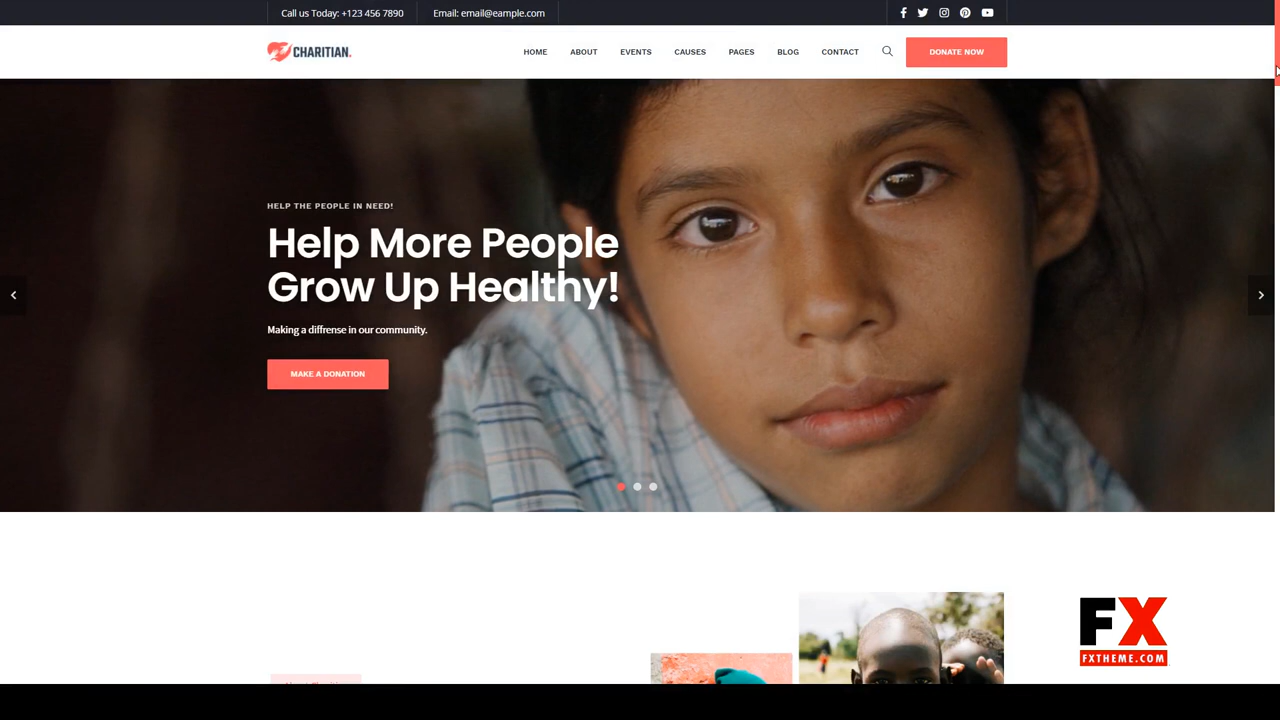 Call us Today: +123 456 7890
Email: email@eample.com
CHARITIAN.
HOME
ABOUT
EVENTS
CAUSES
PAGES
BLOG
CONTACT
DONATE NOW
HELP THE PEOPLE IN NEED!
Help More People
Grow Up Healthy!
Making a diffrense in our community.
MAKE A DONATION
FX
FXTHEME.COM